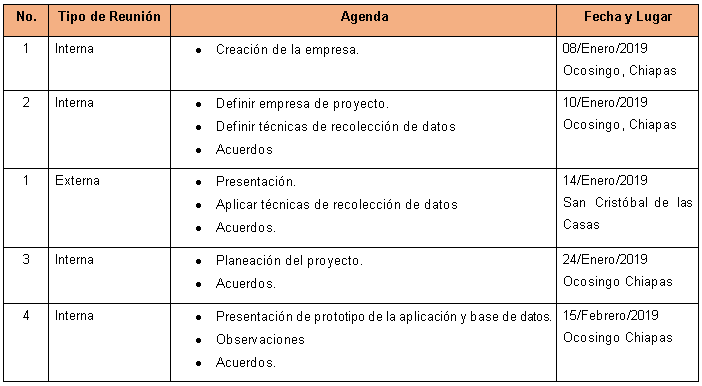 No. Tipo de Reunión Agenda Fecha y Lugar
1 Interna • Creación de la empresa. 08/Enero/2019
Ocosingo, Chiapas
2 Interna • Definir empresa de proyecto. 10/Enero/2019
• Definir técnicas de recolección de datos Ocosingo, Chiapas
• Acuerdos
1 Externa • Presentación. 14/Enero/2019
• Aplicar técnicas de recolección de datos San Cristóbal de las
• Acuerdos. Casas
3 Interna • Planeación del proyecto. 24/Enero/2019
• Acuerdos. Ocosingo Chiapas
4 Interna • Presentación de prototipo de la aplicación y base de datos. 15/Febrero/2019
• Observaciones Ocosingo Chiapas
• Acuerdos.